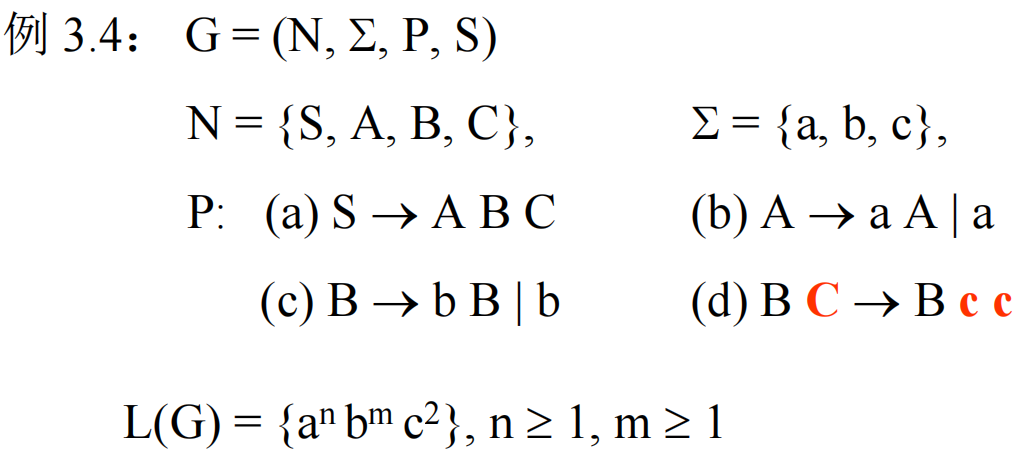 例 3.4: G = (N, Σ, P, S)
N = {S, A, B, C}, Σ = {a, b, c},
P: (a) S → A B C (b) A → a A | a
(c) B → b B | b (d) B C → B c c
L(G) = {aⁿ bᵐ c²}, n ≥ 1, m ≥ 1